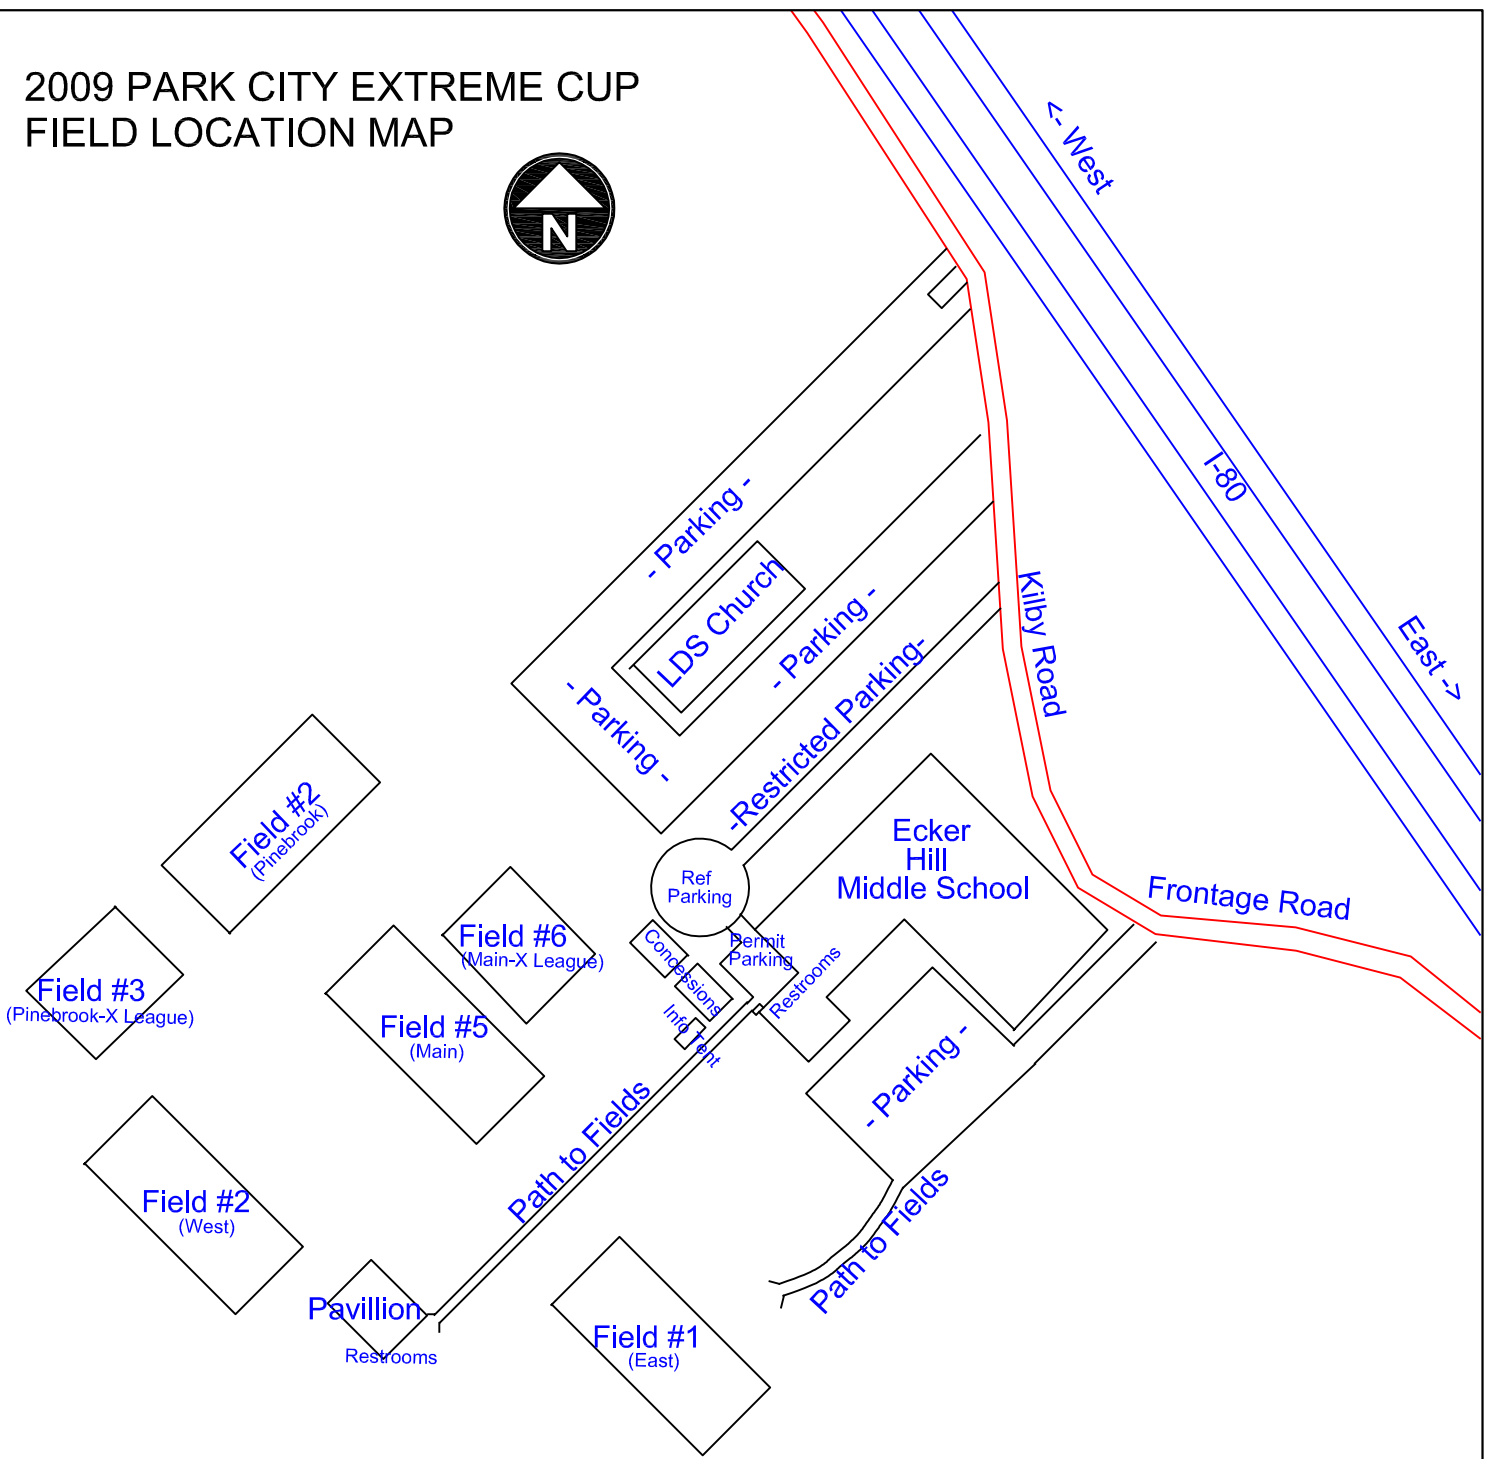 2009 PARK CITY EXTREME CUP
FIELD LOCATION MAP
N
<- West
I-80
East ->
Kilby Road
Frontage Road
- Parking -
LDS Church
- Parking -
- Parking -
-Restricted Parking-
Ecker
Hill
Middle School
Ref
Parking
Permit
Parking
Concessions
Restrooms
Info Tent
- Parking -
Path to Fields
Path to Fields
Field #2
(Pinebrook)
Field #6
(Main-X League)
Field #3
(Pinebrook-X League)
Field #5
(Main)
Field #2
(West)
Pavillion
Restrooms
Field #1
(East)